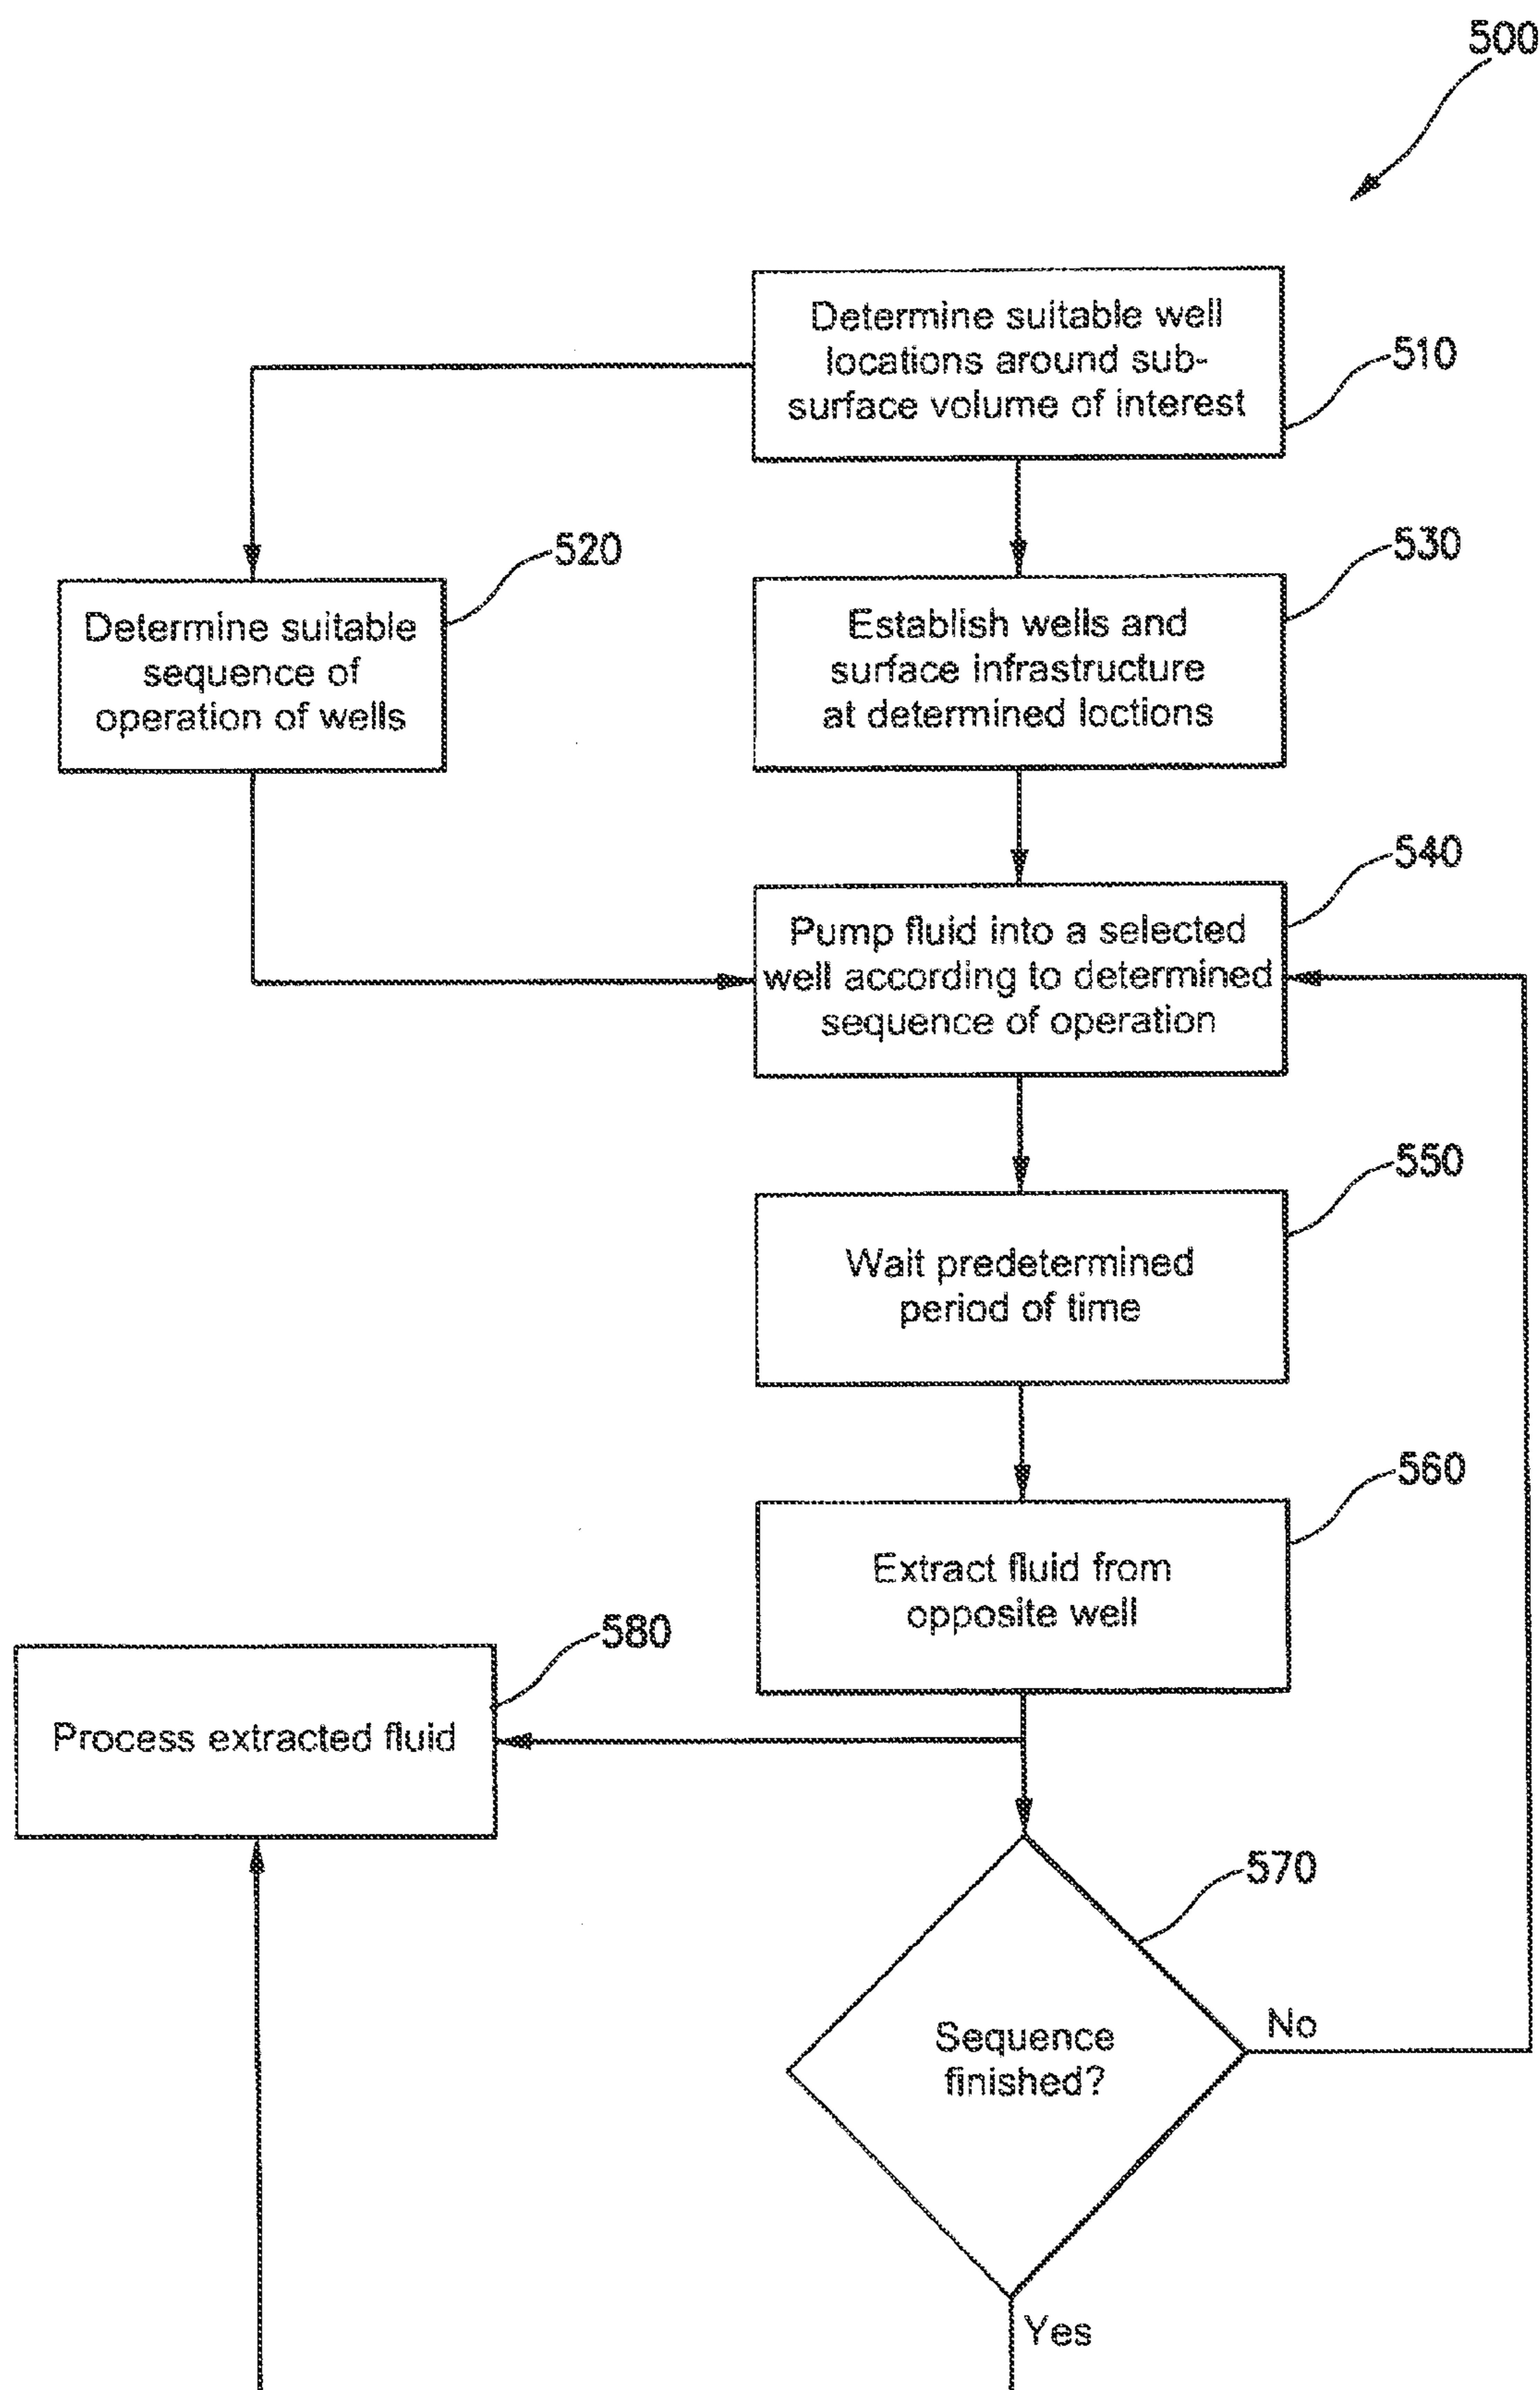 500
Determine suitable well
locations around sub-
surface volume of interest
510
520
Determine suitable
sequence of
operation of wells
530
Establish wells and
surface infrastructure
at determined loctions
540
Pump fluid into a selected
well according to determined
sequence of operation
550
Wait predetermined
period of time
560
Extract fluid from
opposite well
580
Process extracted fluid
570
Sequence
finished?
No
Yes